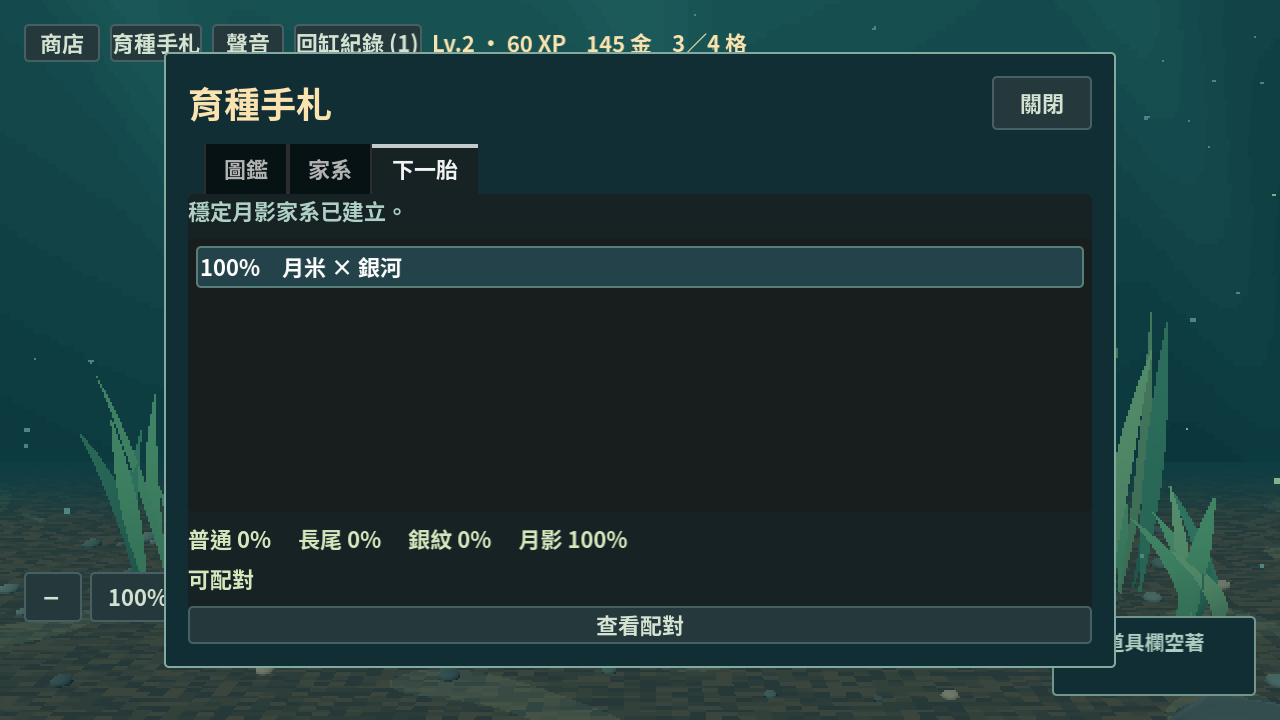 商店 育種手札 聲音 回缸紀錄 (1) Lv.2 • 60 XP 145 金 3／4 格
育種手札
關閉
圖鑑 家系 下一胎
穩定月影家系已建立。
100% 月米 × 銀河
普通 0% 長尾 0% 銀紋 0% 月影 100%
可配對
查看配對
− 100%
道具欄空著